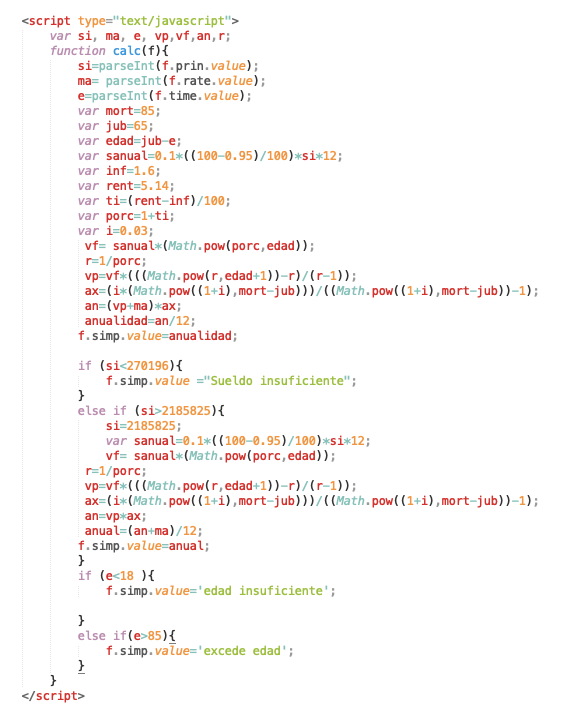 <script type="text/javascript">
    var si, ma, e, vp,vf,an,r;
    function calc(f){
        si=parseInt(f.prin.value);
        ma= parseInt(f.rate.value);
        e=parseInt(f.time.value);
        var mort=85;
        var jub=65;
        var edad=jub-e;
        var sanual=0.1*((100-0.95)/100)*si*12;
        var inf=1.6;
        var rent=5.14;
        var ti=(rent-inf)/100;
        var porc=1+ti;
        var i=0.03;
         vf= sanual*(Math.pow(porc,edad));
         r=1/porc;
         vp=vf*(((Math.pow(r,edad+1))-r)/(r-1));
         ax=(i*(Math.pow((1+i),mort-jub)))/((Math.pow((1+i),mort-jub))-1);
         an=(vp+ma)*ax;
         anualidad=an/12;
        f.simp.value=anualidad;
        if (si<270196){
            f.simp.value ="Sueldo insuficiente";
        }
        else if (si>2185825){
            si=2185825;
            var sanual=0.1*((100-0.95)/100)*si*12;
            vf= sanual*(Math.pow(porc,edad));
         r=1/porc;
         vp=vf*(((Math.pow(r,edad+1))-r)/(r-1));
         ax=(i*(Math.pow((1+i),mort-jub)))/((Math.pow((1+i),mort-jub))-1);
         an=vp*ax;
         anual=(an+ma)/12;
        f.simp.value=anual;
        }
        if (e<18 ){
            f.simp.value='edad insuficiente';
        }
        else if(e>85){
            f.simp.value='excede edad';
        }
    }
</script>